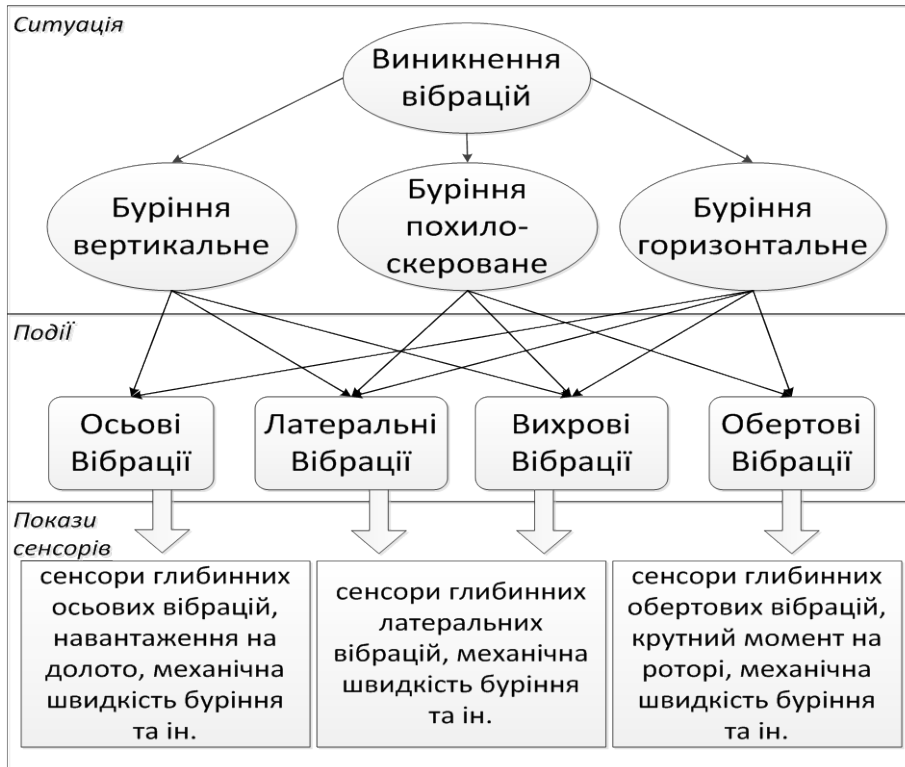 Ситуація
Виникнення
вібрацій
Буріння
вертикальне
Буріння
похило-
скероване
Буріння
горизонтальне
Події
Осьові
Вібрації
Латеральні
Вібрації
Вихрові
Вібрації
Обертові
Вібрації
Покази
сенсорів
сенсори глибинних
осьових вібрацій,
навантаження на
долото, механічна
швидкість буріння
та ін.
сенсори глибинних
латеральних
вібрацій, механічна
швидкість буріння
та ін.
сенсори глибинних
обертових вібрацій,
крутний момент на
роторі, механічна
швидкість буріння
та ін.